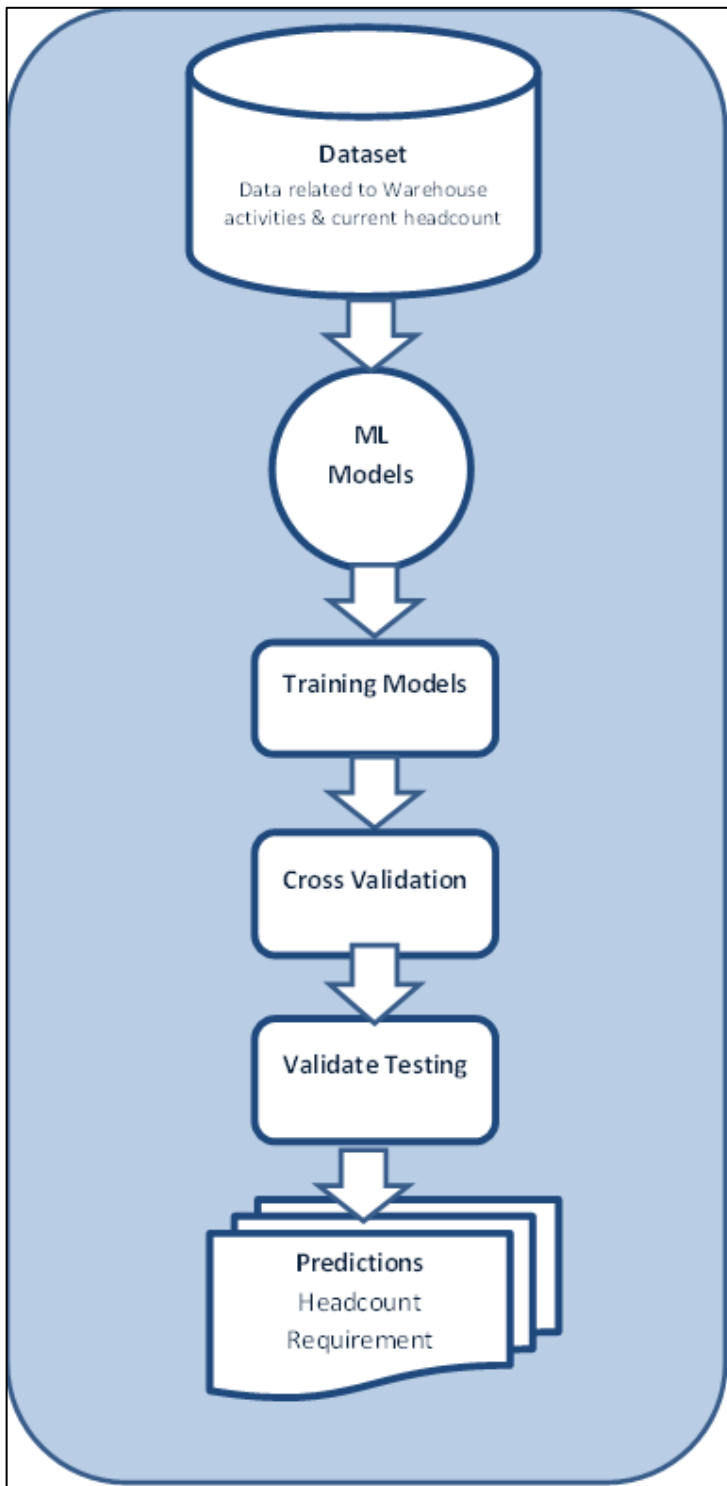 Dataset
Data related to Warehouse
activities & current headcount
ML
Models
Training Models
Cross Validation
Validate Testing
Predictions
Headcount
Requirement